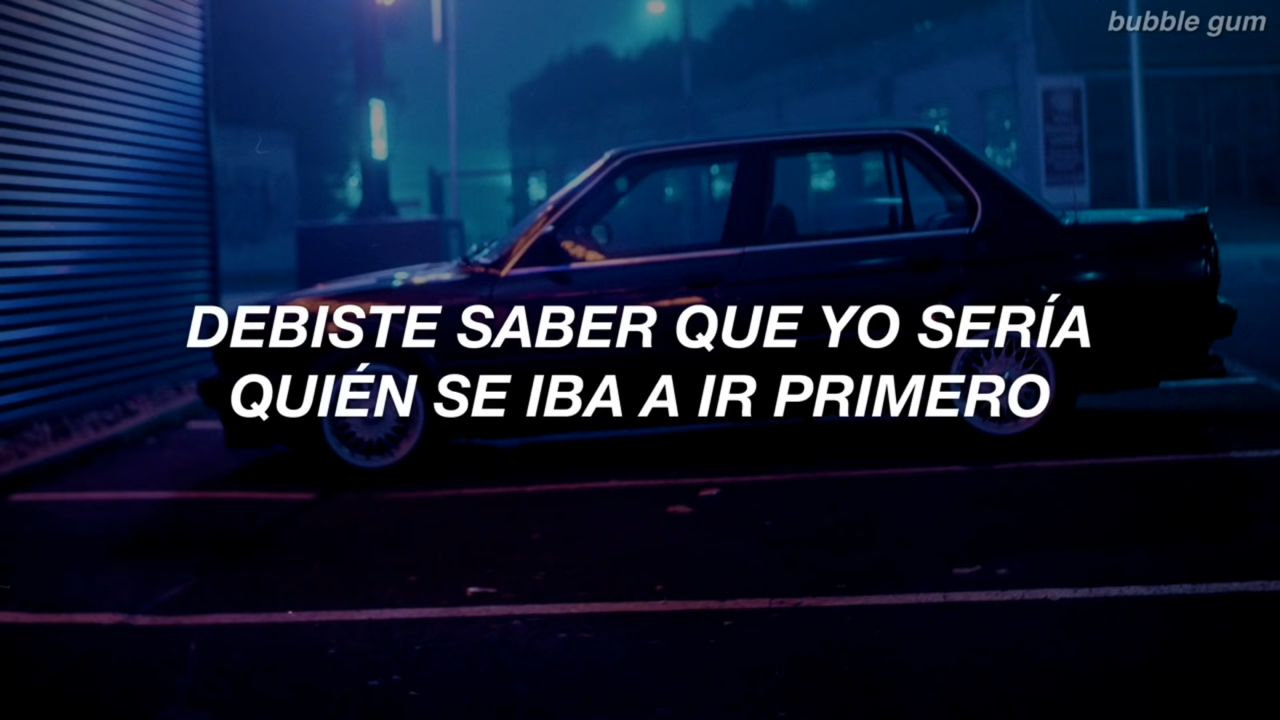 bubble gum
DEBISTE SABER QUE YO SERÍA
QUIÉN SE IBA A IR PRIMERO